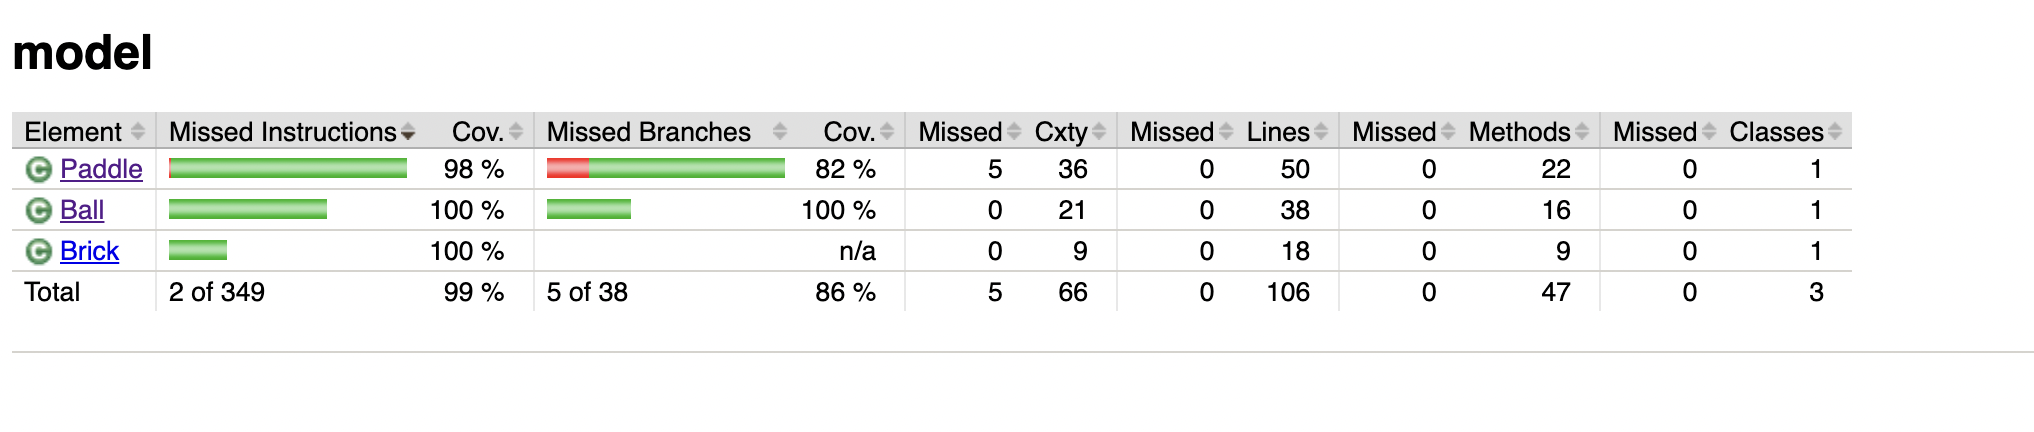 model
Element Missed Instructions Cov. Missed Branches Cov. Missed Cxty Missed Lines Missed Methods Missed Classes
C Paddle 98 % 82 % 5 36 0 50 0 22 0 1
C Ball 100 % 100 % 0 21 0 38 0 16 0 1
C Brick 100 % n/a 0 9 0 18 0 9 0 1
Total 2 of 349 99 % 5 of 38 86 % 5 66 0 106 0 47 0 3